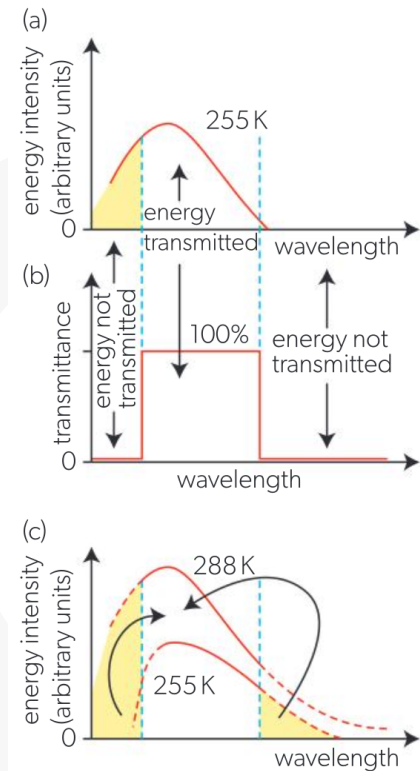 (a)
energy intensity
(arbitrary units)
255 K
energy
transmitted
0
wavelength
(b)
transmittance
energy not
transmitted
100%
energy not
transmitted
0
wavelength
(c)
energy intensity
(arbitrary units)
288 K
255 K
0
wavelength